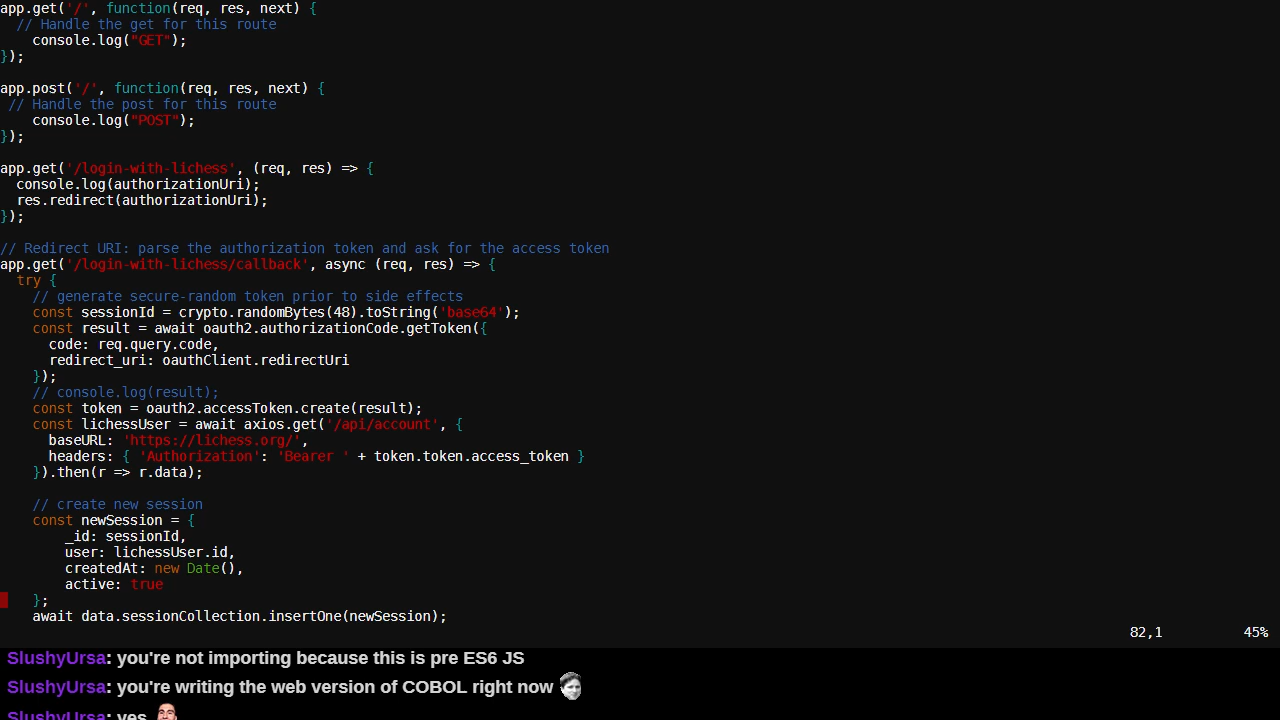 app.get('/', function(req, res, next) {
  // Handle the get for this route
    console.log("GET");
});

app.post('/', function(req, res, next) {
 // Handle the post for this route
    console.log("POST");
});

app.get('/login-with-lichess', (req, res) => {
  console.log(authorizationUri);
  res.redirect(authorizationUri);
});

// Redirect URI: parse the authorization token and ask for the access token
app.get('/login-with-lichess/callback', async (req, res) => {
  try {
    // generate secure-random token prior to side effects
    const sessionId = crypto.randomBytes(48).toString('base64');
    const result = await oauth2.authorizationCode.getToken({
      code: req.query.code,
      redirect_uri: oauthClient.redirectUri
    });
    // console.log(result);
    const token = oauth2.accessToken.create(result);
    const lichessUser = await axios.get('/api/account', {
      baseURL: 'https://lichess.org/',
      headers: { 'Authorization': 'Bearer ' + token.token.access_token }
    }).then(r => r.data);

    // create new session
    const newSession = {
        _id: sessionId,
        user: lichessUser.id,
        createdAt: new Date(),
        active: true
    };
    await data.sessionCollection.insertOne(newSession);
82,1 45%
SlushyUrsa: you're not importing because this is pre ES6 JS
SlushyUrsa: you're writing the web version of COBOL right now
SlushyUrsa: yes